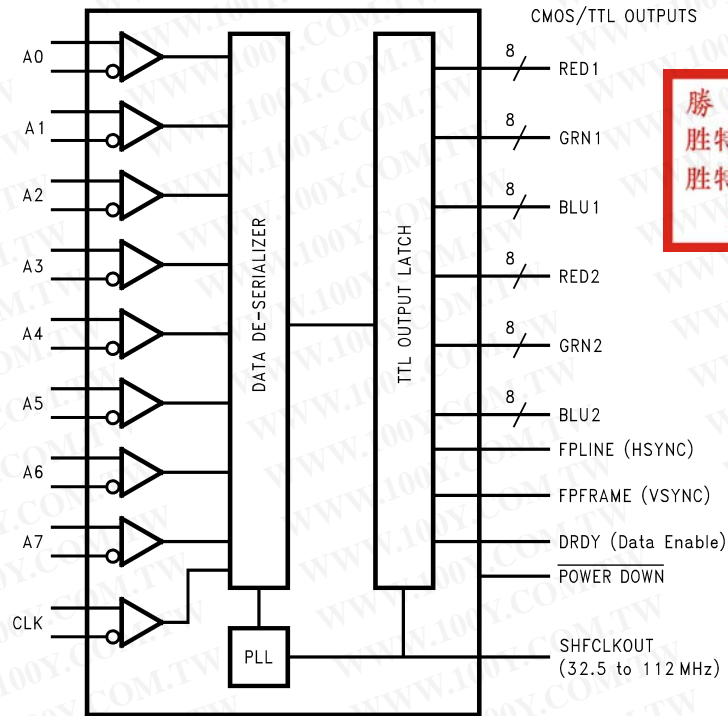 CMOS/TTL OUTPUTS
A0
A1
A2
A3
A4
A5
A6
A7
CLK
DATA DE-SERIALIZER
PLL
TTL OUTPUT LATCH
8
RED1
8
GRN1
8
BLU1
8
RED2
8
GRN2
8
BLU2
FPLINE (HSYNC)
FPFRAME (VSYNC)
DRDY (Data Enable)
POWER DOWN
SHFCLKOUT
(32.5 to 112 MHz)
勝
胜特
胜特
WWW.100Y.COM.TW